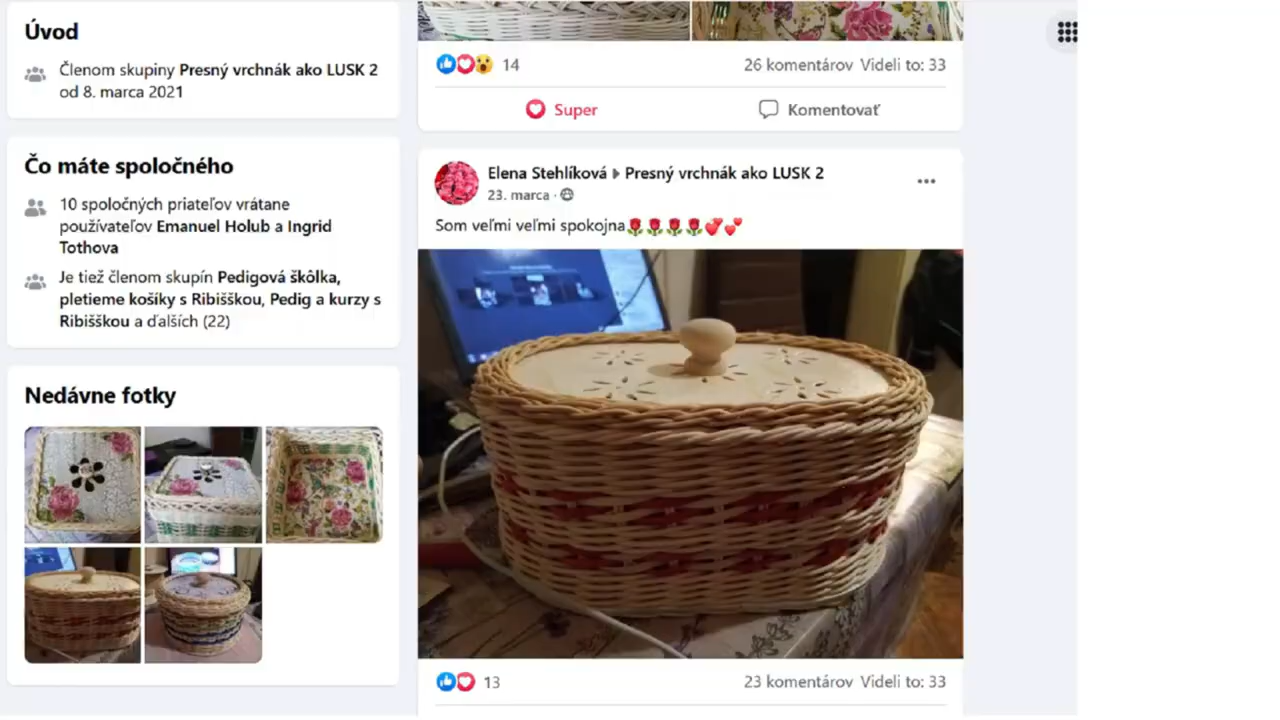 Úvod
Členom skupiny Presný vrchnák ako LUSK 2
od 8. marca 2021
Čo máte spoločného
10 spoločných priateľov vrátane
používateľov Emanuel Holub a Ingrid
Tothova
Je tiež členom skupín Pedigová škôlka,
pletieme košíky s Ribišškou, Pedig a kurzy s
Ribišškou a ďalších (22)
Nedávne fotky
14
26 komentárov Videli to: 33
Super
Komentovať
Elena Stehlíková Presný vrchnák ako LUSK 2
23. marca ·
Som veľmi veľmi spokojna🌹🌹🌹🌹💞💕
13
23 komentárov Videli to: 33